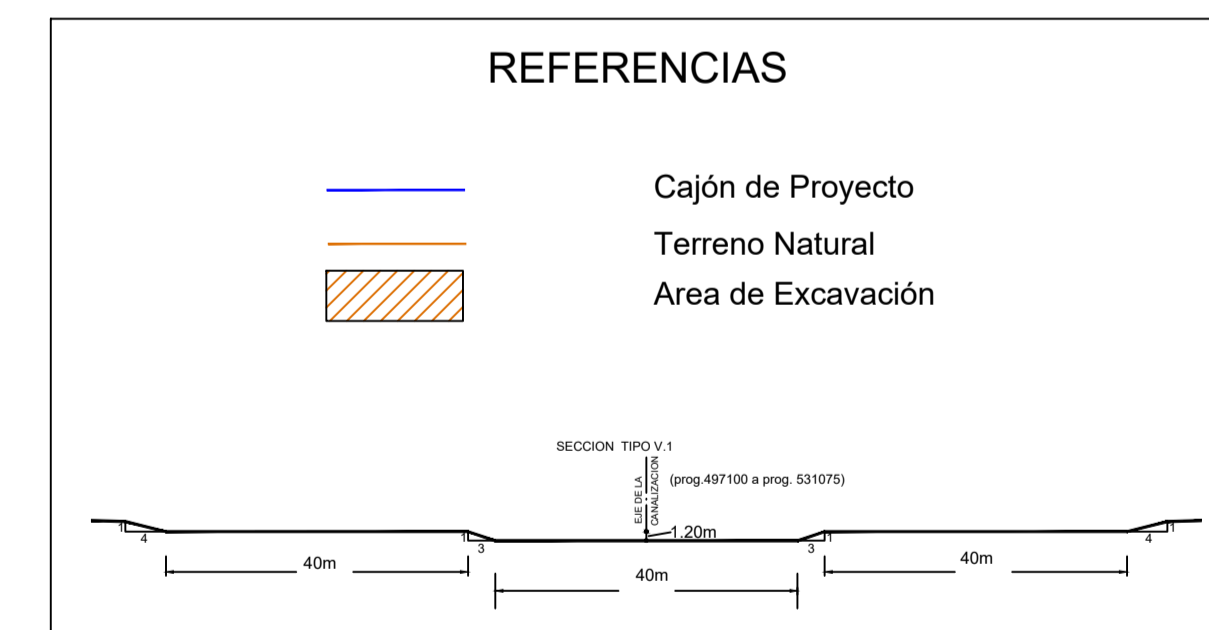 REFERENCIAS
Cajón de Proyecto
Terreno Natural
Area de Excavación
SECCION TIPO V.1
EJE DE LA
CANALIZACION
(prog.497100 a prog. 531075)
1 4 1 3 1.20m 3 1 4 1
40m 40m 40m